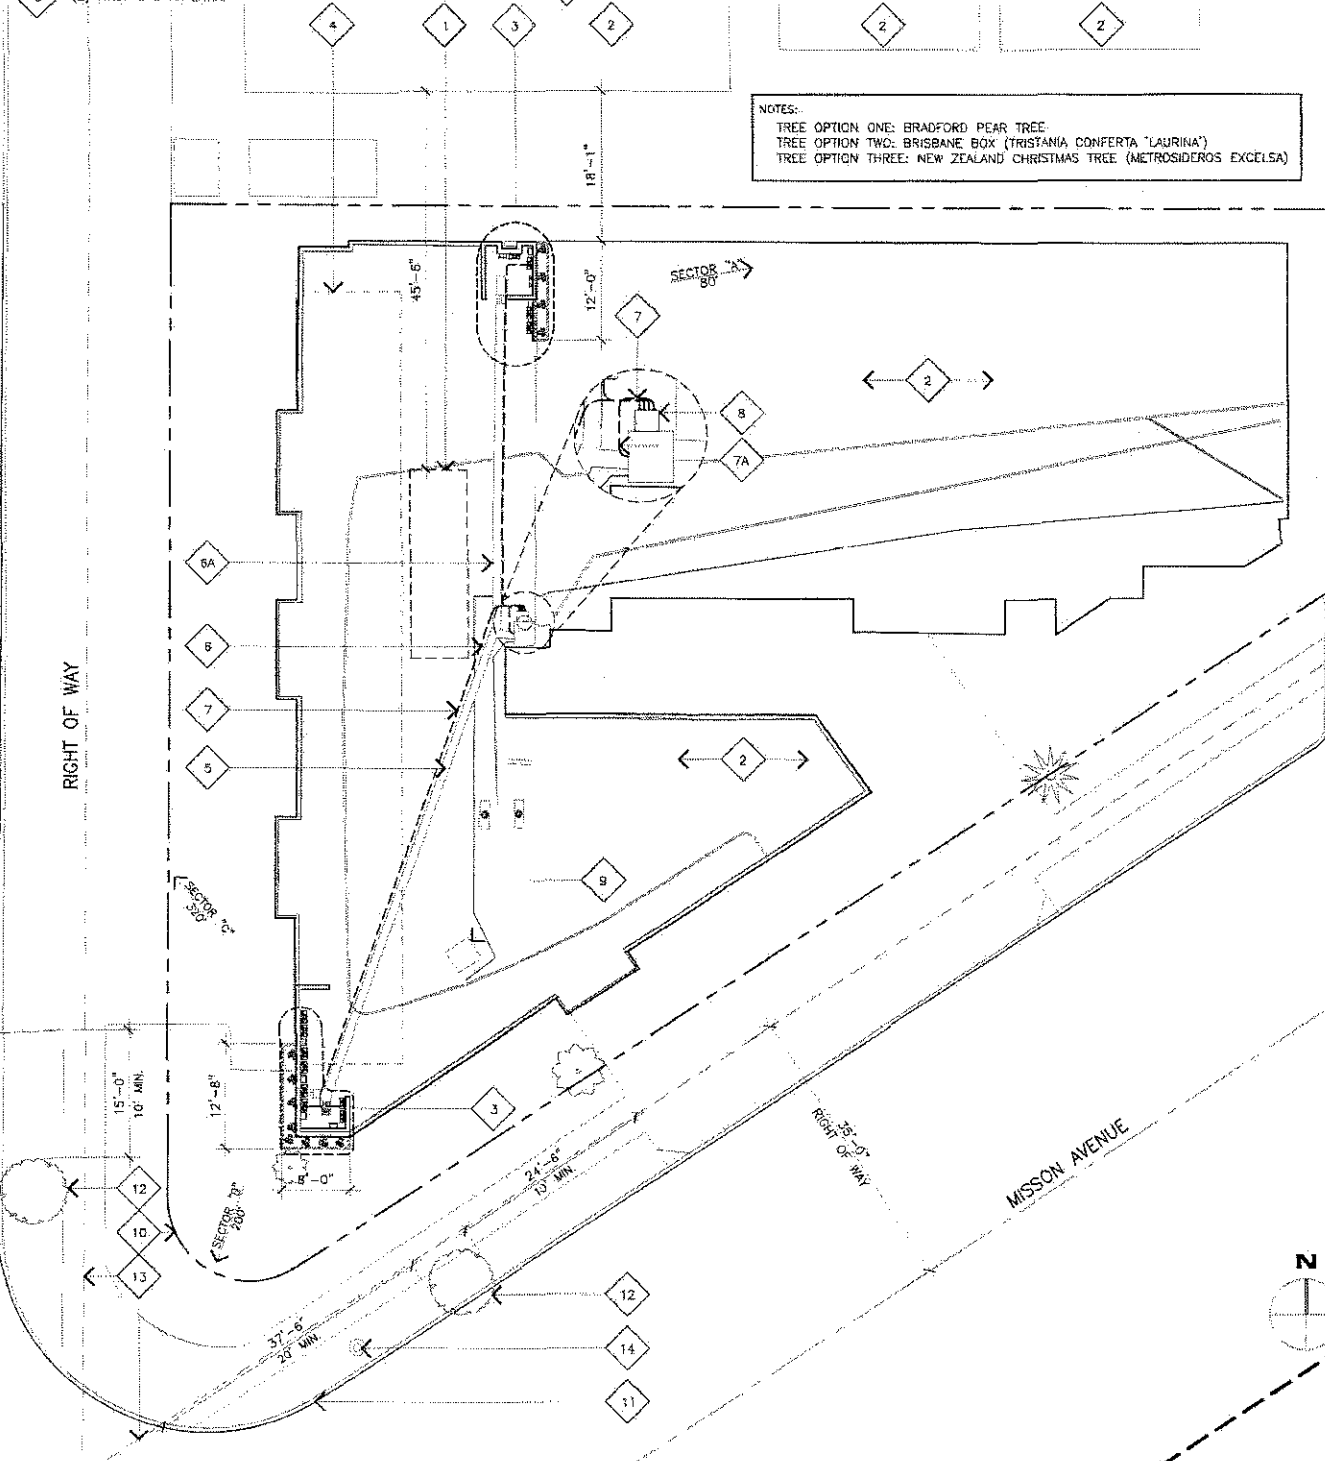 4
1
3
2
2
2
NOTES:
TREE OPTION ONE: BRADFORD PEAR TREE
TREE OPTION TWO: BRISBANE BOX (TRISTANIA CONFERTA "LAURINA")
TREE OPTION THREE: NEW ZEALAND CHRISTMAS TREE (METROSIDEROS EXCELSA)
18'-1"
45'-6"
12'-0"
SECTOR "A"
80'
7
2
8
7A
6A
6
7
5
2
9
RIGHT OF WAY
SECTOR "C"
320'
15'-0"
10' MIN.
12'-8"
3
8'-0"
12
10
13
SECTOR "B"
200'
24'-6"
10' MIN.
35'-0"
RIGHT OF WAY
MISSON AVENUE
N
37'-6"
20' MIN.
12
14
11